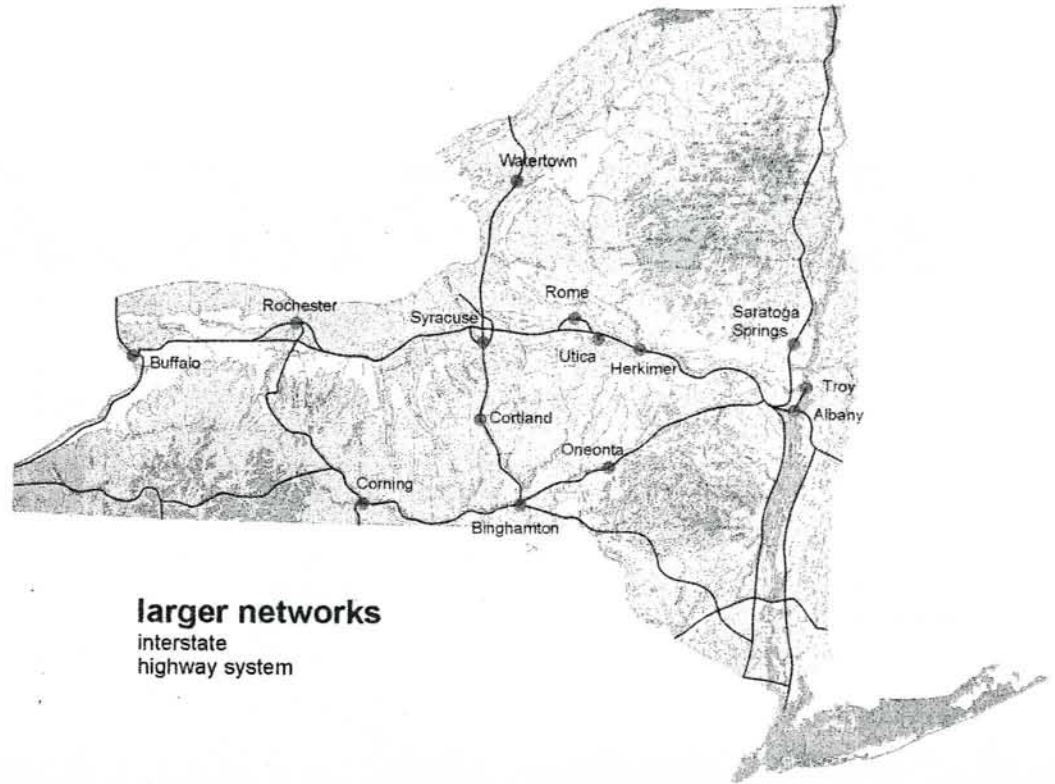 Watertown
Rochester
Rome
Syracuse
Saratoga
Springs
Buffalo
Utica
Herkimer
Troy
Albany
Cortland
Oneonta
Corning
Binghamton
larger networks
interstate
highway system